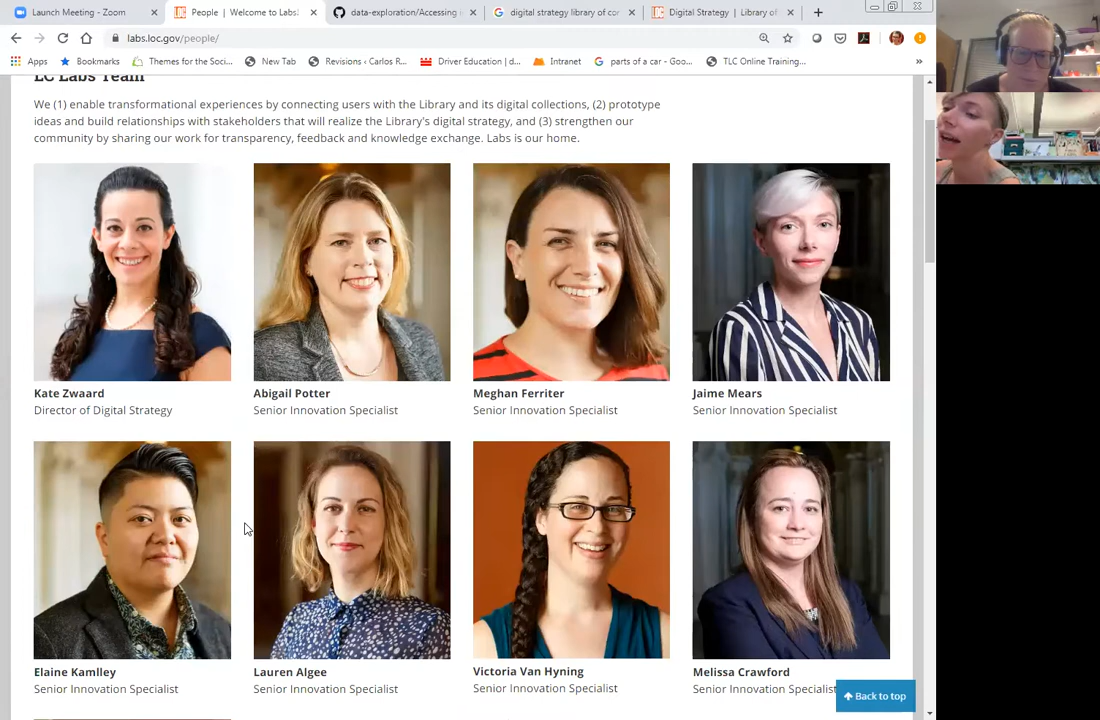 Launch Meeting - Zoom
People | Welcome to Labs!
data-exploration/Accessing
digital strategy library of con
Digital Strategy | Library of
labs.loc.gov/people/
Apps
Bookmarks
Themes for the Soci...
New Tab
Revisions ‹ Carlos R...
Driver Education | d...
Intranet
parts of a car - Goo...
TLC Online Training...
LC Labs Team
We (1) enable transformational experiences by connecting users with the Library and its digital collections, (2) prototype
ideas and build relationships with stakeholders that will realize the Library's digital strategy, and (3) strengthen our
community by sharing our work for transparency, feedback and knowledge exchange. Labs is our home.
Kate Zwaard
Director of Digital Strategy
Abigail Potter
Senior Innovation Specialist
Meghan Ferriter
Senior Innovation Specialist
Jaime Mears
Senior Innovation Specialist
Elaine Kamlley
Senior Innovation Specialist
Lauren Algee
Senior Innovation Specialist
Victoria Van Hyning
Senior Innovation Specialist
Melissa Crawford
Senior Innovation Specialist
Back to top